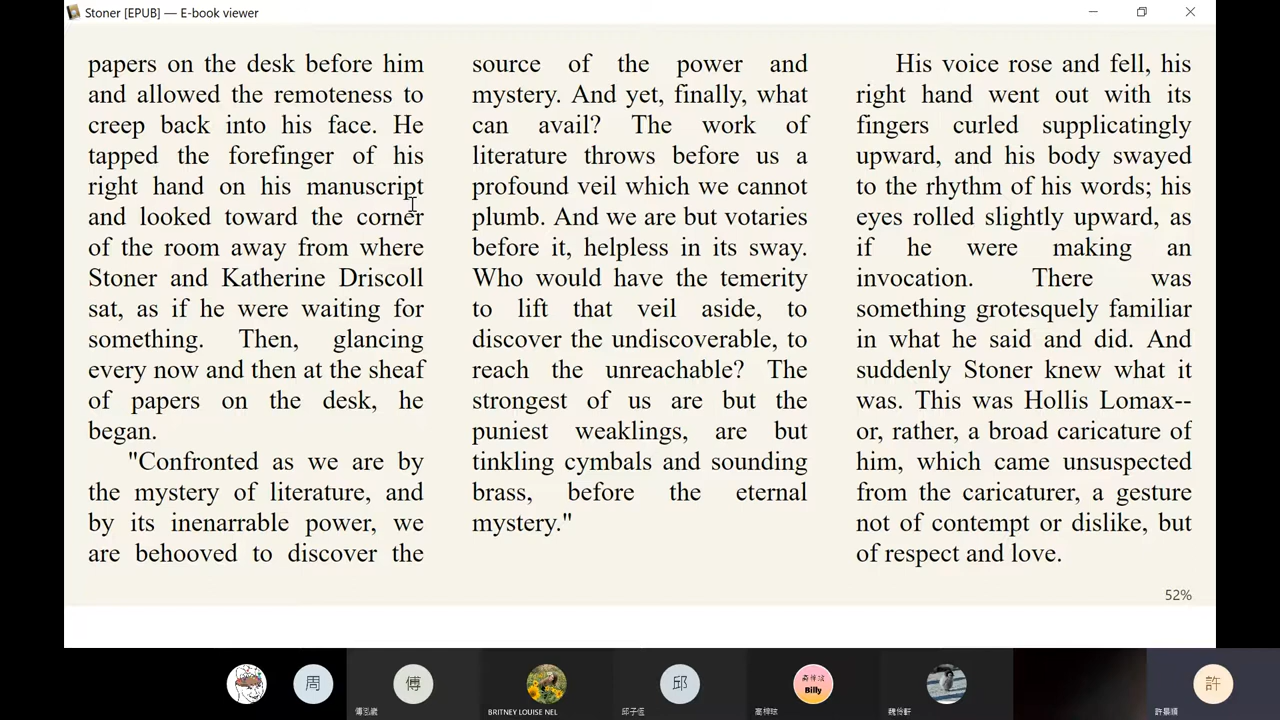 Stoner [EPUB] — E-book viewer
papers on the desk before him
and allowed the remoteness to
creep back into his face. He
tapped the forefinger of his
right hand on his manuscript
and looked toward the corner
of the room away from where
Stoner and Katherine Driscoll
sat, as if he were waiting for
something. Then, glancing
every now and then at the sheaf
of papers on the desk, he
began.
"Confronted as we are by
the mystery of literature, and
by its inenarrable power, we
are behooved to discover the
source of the power and
mystery. And yet, finally, what
can avail? The work of
literature throws before us a
profound veil which we cannot
plumb. And we are but votaries
before it, helpless in its sway.
Who would have the temerity
to lift that veil aside, to
discover the undiscoverable, to
reach the unreachable? The
strongest of us are but the
puniest weaklings, are but
tinkling cymbals and sounding
brass, before the eternal
mystery."
His voice rose and fell, his
right hand went out with its
fingers curled supplicatingly
upward, and his body swayed
to the rhythm of his words; his
eyes rolled slightly upward, as
if he were making an
invocation. There was
something grotesquely familiar
in what he said and did. And
suddenly Stoner knew what it
was. This was Hollis Lomax--
or, rather, a broad caricature of
him, which came unsuspected
from the caricaturer, a gesture
not of contempt or dislike, but
of respect and love.
52%
周
傅
邱
Billy
許
BRITNEY LOUISE NEL